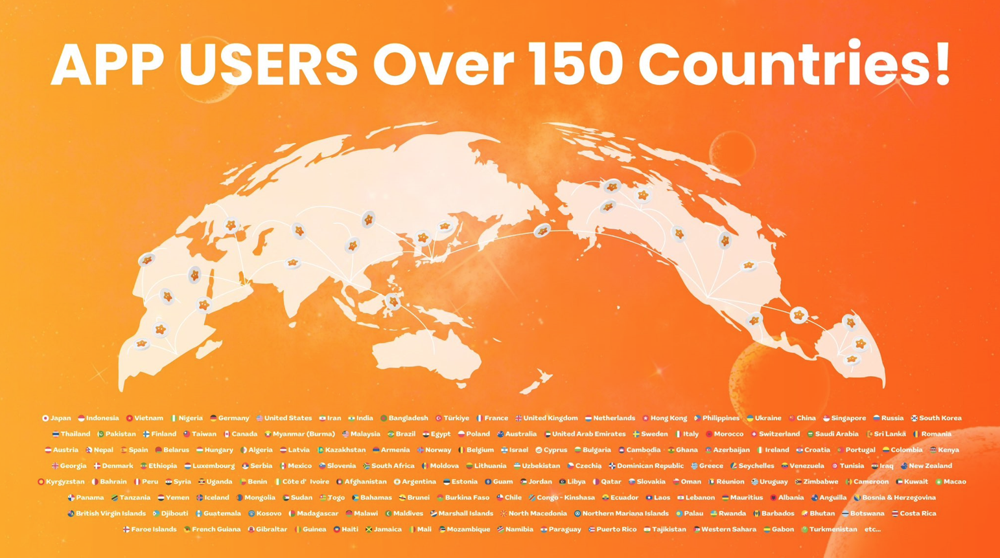 APP USERS Over 150 Countries!
Japan Indonesia Vietnam Nigeria Germany United States Iran India Bangladesh Türkiye France United Kingdom Netherlands Hong Kong Philippines Ukraine China Singapore Russia South Korea
Thailand Pakistan Finland Taiwan Canada Myanmar (Burma) Malaysia Brazil Egypt Poland Australia United Arab Emirates Sweden Italy Morocco Switzerland Saudi Arabia Sri Lanka Romania
Austria Nepal Spain Belarus Hungary Algeria Latvia Kazakhstan Armenia Norway Belgium Israel Cyprus Bulgaria Cambodia Ghana Azerbaijan Ireland Croatia Portugal Colombia Kenya
Georgia Denmark Ethiopia Luxembourg Serbia Mexico Slovenia South Africa Moldova Lithuania Uzbekistan Czechia Dominican Republic Greece Seychelles Venezuela Tunisia Iraq New Zealand
Kyrgyzstan Bahrain Peru Syria Uganda Benin Côte d' Ivoire Afghanistan Argentina Estonia Guam Jordan Libya Qatar Slovakia Oman Réunion Uruguay Zimbabwe Cameroon Kuwait Macao
Panama Tanzania Yemen Iceland Mongolia Sudan Togo Bahamas Brunei Burkina Faso Chile Congo - Kinshasa Ecuador Laos Lebanon Mauritius Albania Anguilla Bosnia & Herzegovina
British Virgin Islands Djibouti Guatemala Kosovo Madagascar Malawi Maldives Marshall Islands North Macedonia Northern Mariana Islands Palau Rwanda Barbados Bhutan Botswana Costa Rica
Faroe Islands French Guiana Gibraltar Guinea Haiti Jamaica Mali Mozambique Namibia Paraguay Puerto Rico Tajikistan Western Sahara Gabon Turkmenistan etc...